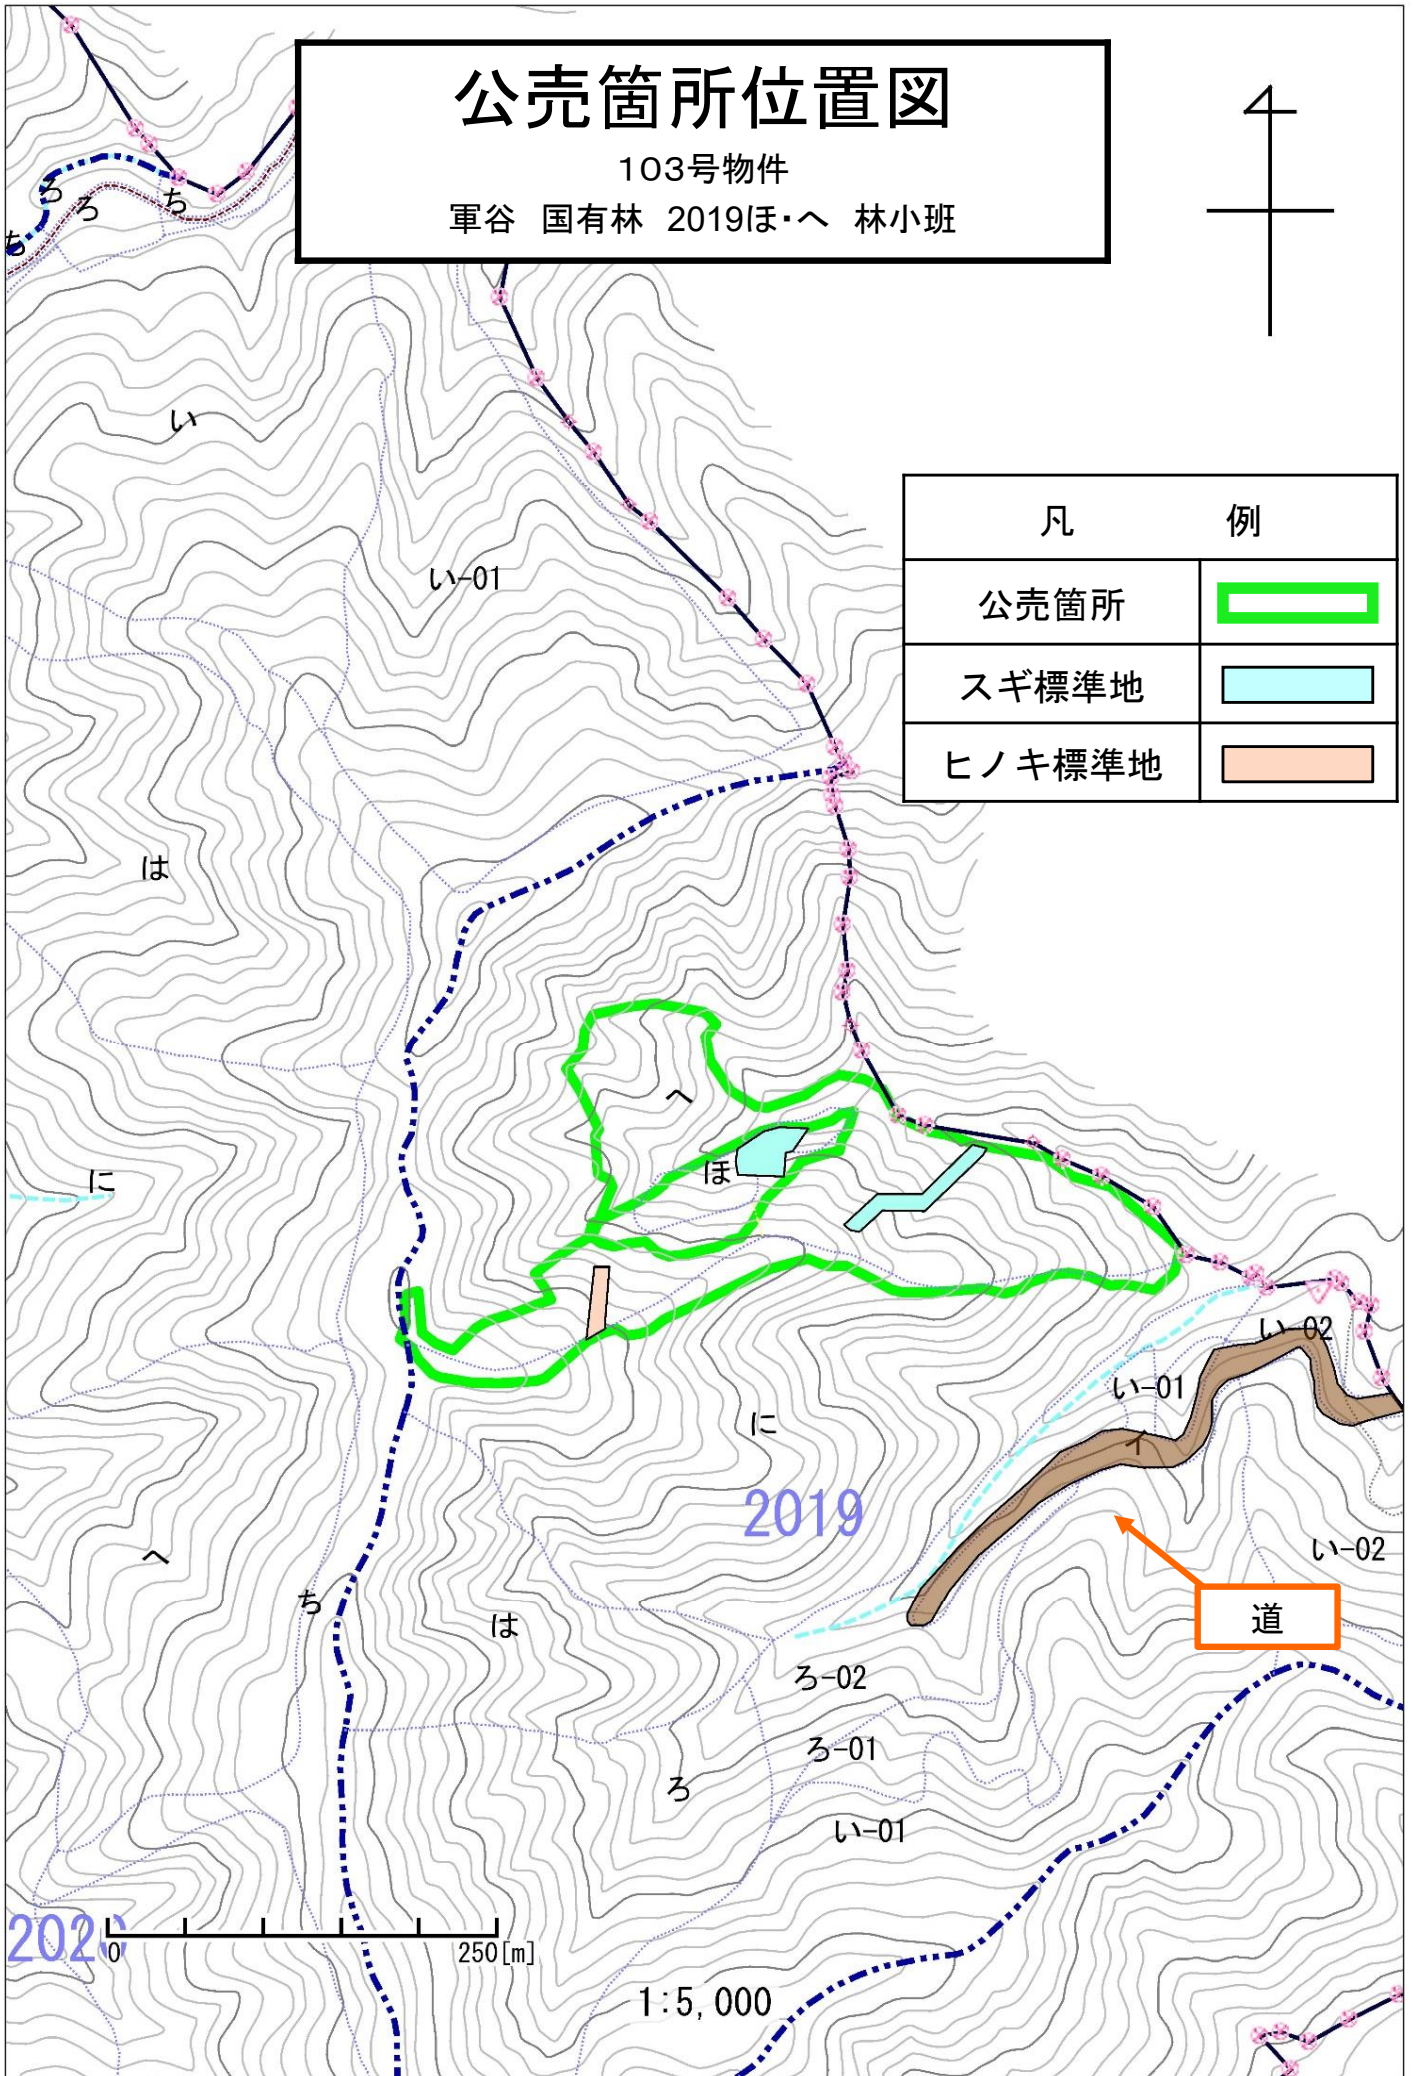 公売箇所位置図
103号物件
軍谷 国有林 2019ほ・へ 林小班
ろ
ろ
ち
ち
い
い-01
凡 例
公売箇所
スギ標準地
ヒノキ標準地
は
へ
ほ
に
い-02
い-01
イ
に
2019
い-02
へ
ち
は
道
ろ-02
ろ-01
ろ
い-01
0
250[m]
1:5,000